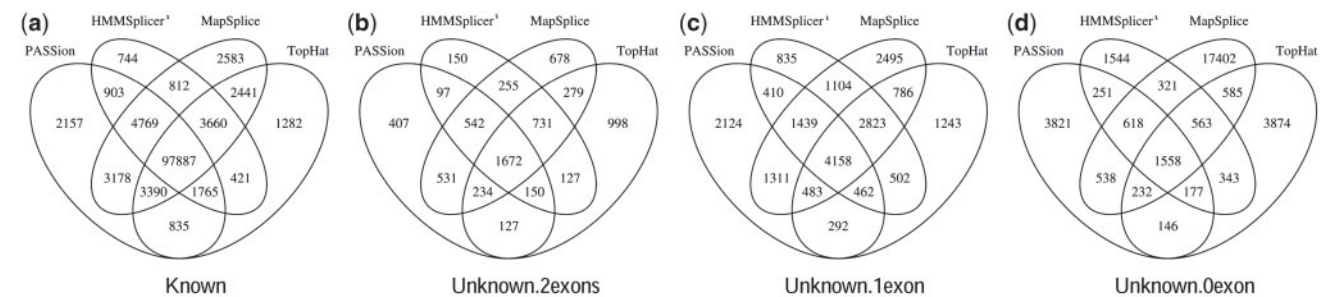 (a) HMMSplicer¹ MapSplice (b) HMMSplicer¹ MapSplice (c) HMMSplicer¹ MapSplice (d) HMMSplicer¹ MapSplice
PASSion TopHat PASSion TopHat PASSion TopHat PASSion TopHat
744 2583 150 678 835 2495 1544 17402
903 812 2441 97 255 279 410 1104 786 251 321 585
2157 4769 3660 1282 407 542 731 998 2124 1439 2823 1243 3821 618 563 3874
97887 1672 4158 1558
3178 421 531 127 1311 502 538 343
3390 1765 234 150 483 462 232 177
835 127 292 146
Known Unknown.2exons Unknown.1exon Unknown.0exon